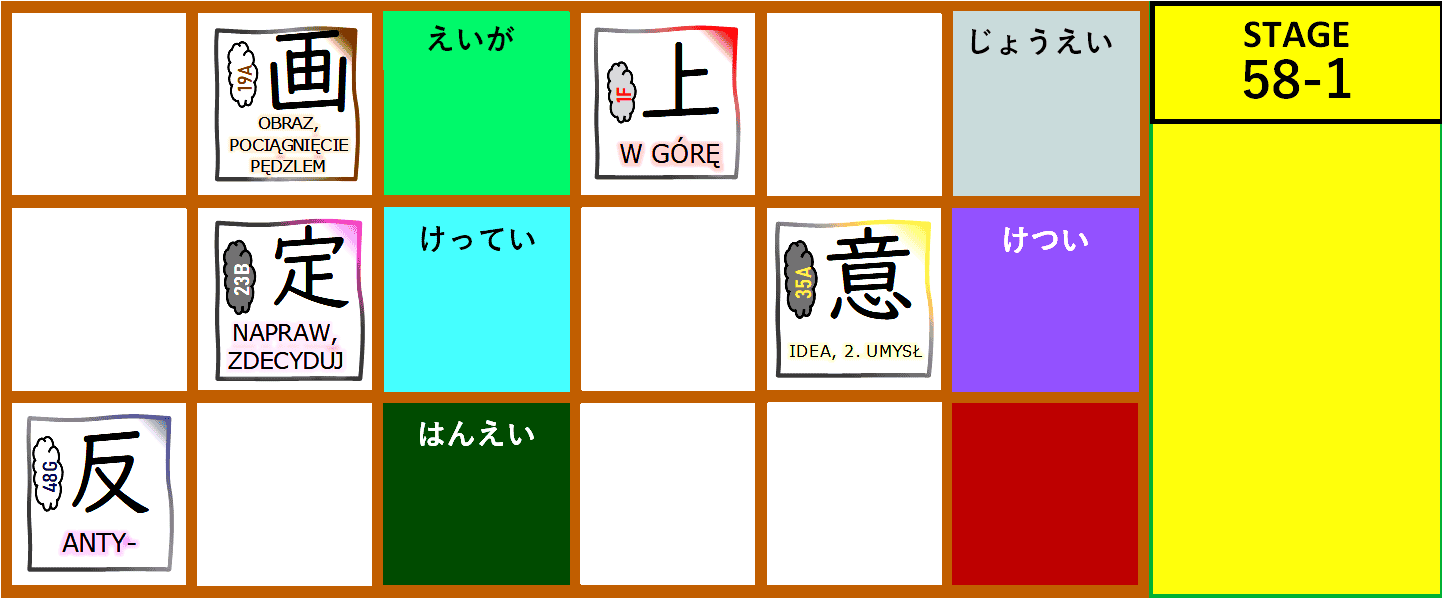 19A
画
OBRAZ,
POCIĄGNIĘCIE
PĘDZLEM
えいが
1F
上
W GÓRĘ
じょうえい
STAGE
58-1
23B
定
NAPRAW,
ZDECYDUJ
けってい
35A
意
IDEA, 2. UMYSŁ
けつい
48G
反
ANTY-
はんえい